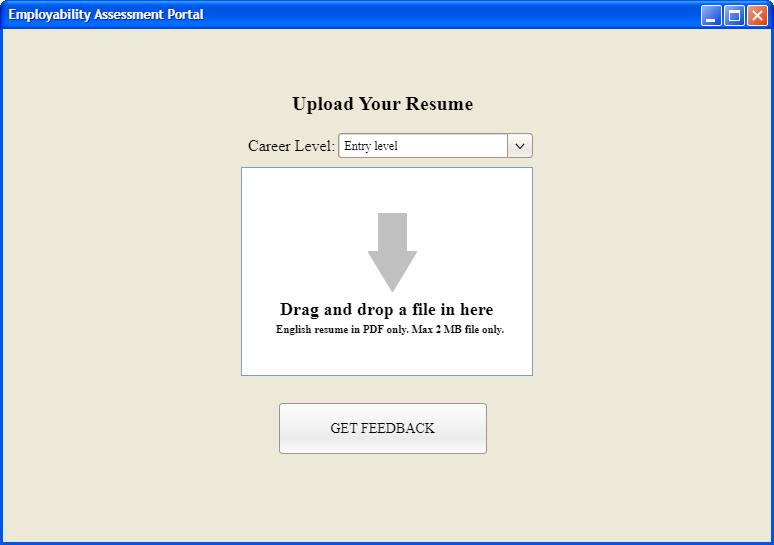 Employability Assessment Portal
Upload Your Resume
Career Level: Entry level
Drag and drop a file in here
English resume in PDF only. Max 2 MB file only.
GET FEEDBACK